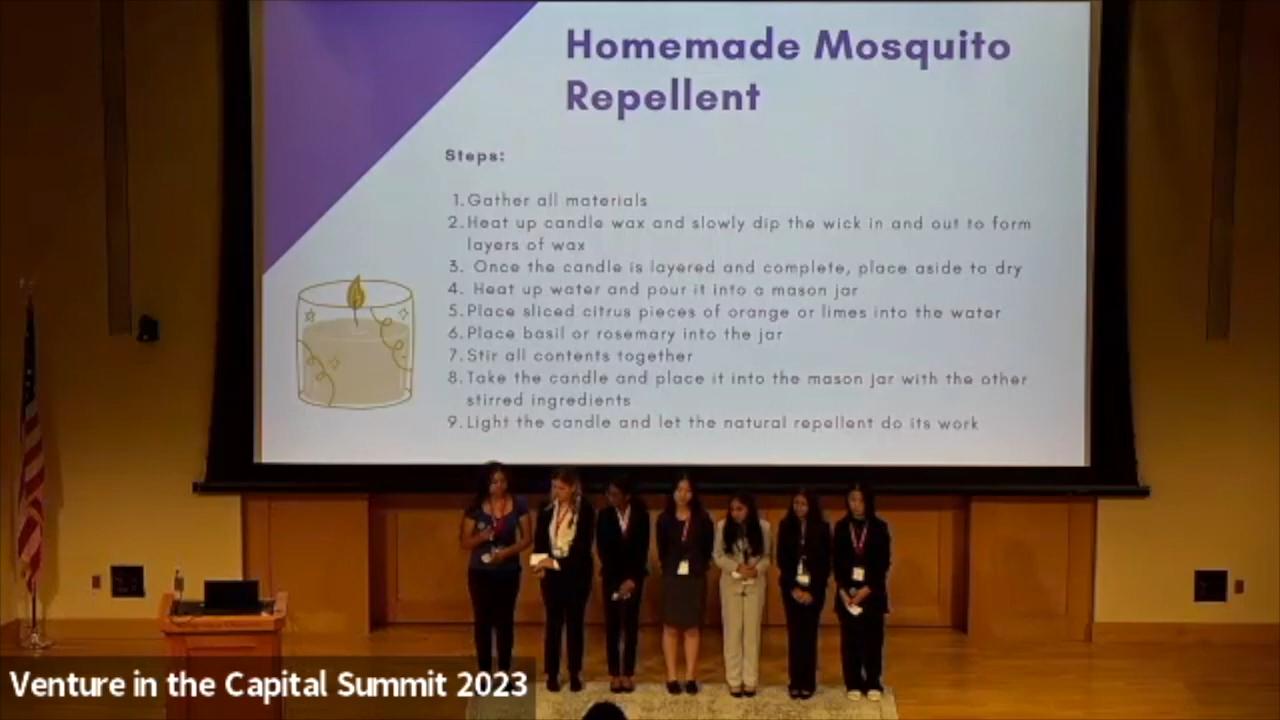 Homemade Mosquito
Repellent
Steps:
1. Gather all materials
2. Heat up candle wax and slowly dip the wick in and out to form
layers of wax
3. Once the candle is layered and complete, place aside to dry
4. Heat up water and pour it into a mason jar
5. Place sliced citrus pieces of orange or limes into the water
6. Place basil or rosemary into the jar
7. Stir all contents together
8. Take the candle and place it into the mason jar with the other
stirred ingredients
9. Light the candle and let the natural repellent do its work
Venture in the Capital Summit 2023